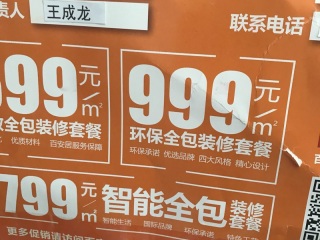 责人 王成龙 联系电话
599元/m² 999元/m²
全包装修套餐 环保全包装修套餐
优质材料 百安居服务保障 环保承诺 优选品牌 四大风格 精心设计
799元/m² 智能全包装修套餐
智能生活 国际品牌 环保承诺
更多促销请访问